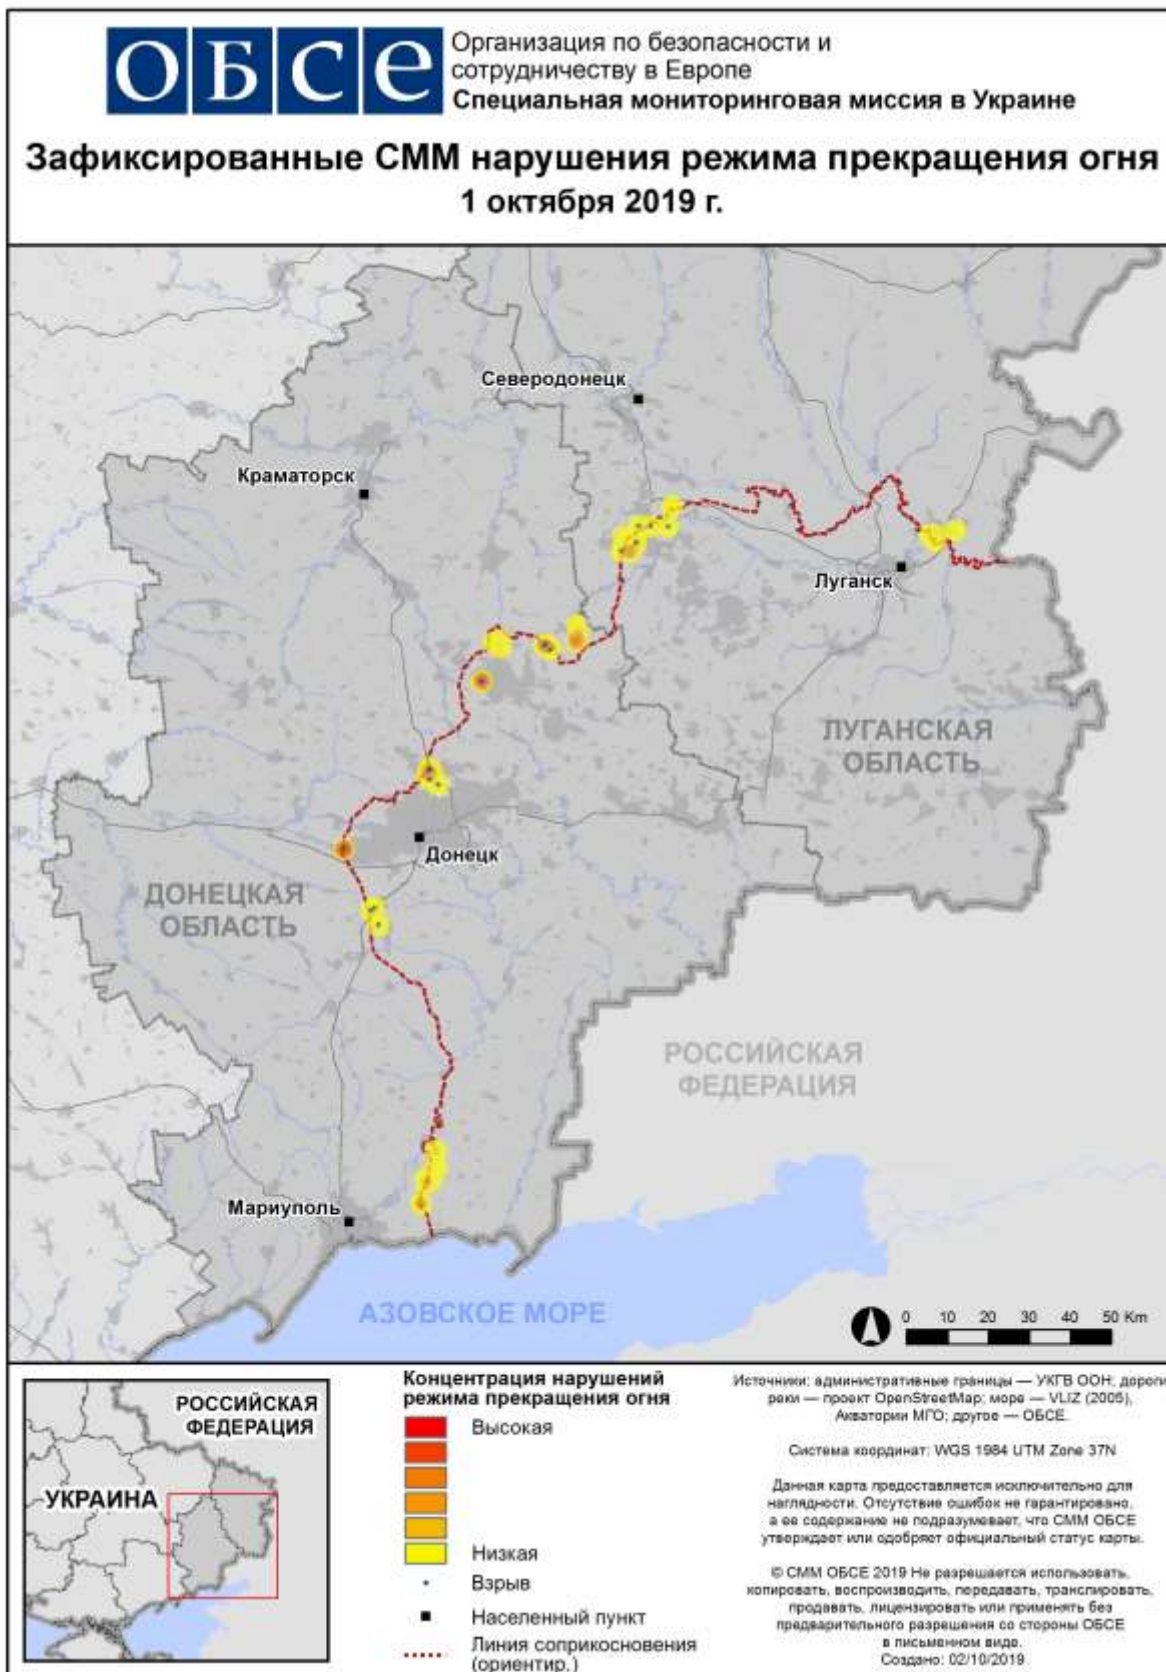 ОБСЕ
Организация по безопасности и
сотрудничеству в Европе
Специальная мониторинговая миссия в Украине
Зафиксированные СММ нарушения режима прекращения огня
1 октября 2019 г.
Северодонецк
Краматорск
Луганск
ЛУГАНСКАЯ
ОБЛАСТЬ
Донецк
ДОНЕЦКАЯ
ОБЛАСТЬ
РОССИЙСКАЯ
ФЕДЕРАЦИЯ
Мариуполь
АЗОВСКОЕ МОРЕ
0 10 20 30 40 50 Km
РОССИЙСКАЯ
ФЕДЕРАЦИЯ
УКРАИНА
Концентрация нарушений
режима прекращения огня
Высокая
Низкая
Взрыв
Населенный пункт
Линия соприкосновения
(ориентир.)
Источники: административные границы — УКГВ ООН; дороги
реки — проект OpenStreetMap; море — VLIZ (2005),
Акватории МГО; другое — ОБСЕ.
Система координат: WGS 1984 UTM Zone 37N
Данная карта предоставляется исключительно для
наглядности. Отсутствие ошибок не гарантировано,
а ее содержание не подразумевает, что СММ ОБСЕ
утверждает или одобряет официальный статус карты.
© СММ ОБСЕ 2019 Не разрешается использовать,
копировать, воспроизводить, передавать, транслировать,
продавать, лицензировать или применять без
предварительного разрешения со стороны ОБСЕ
в письменном виде.
Создано: 02/10/2019